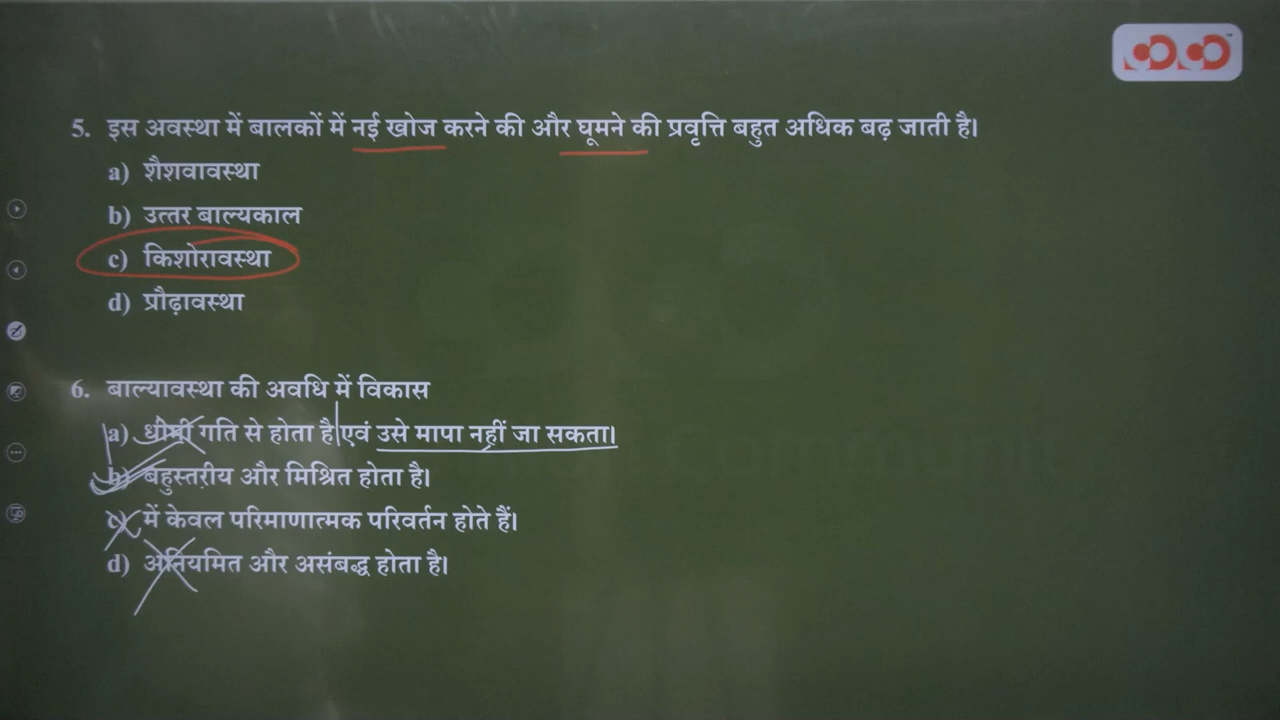 5. इस अवस्था में बालकों में नई खोज करने की और घूमने की प्रवृत्ति बहुत अधिक बढ़ जाती है।
a) शैशवावस्था
b) उत्तर बाल्यकाल
c) किशोरावस्था
d) प्रौढ़ावस्था
6. बाल्यावस्था की अवधि में विकास
a) धीमी गति से होता है एवं उसे मापा नहीं जा सकता।
b) बहुस्तरीय और मिश्रित होता है।
c) में केवल परिमाणात्मक परिवर्तन होते हैं।
d) अनियमित और असंबद्ध होता है।